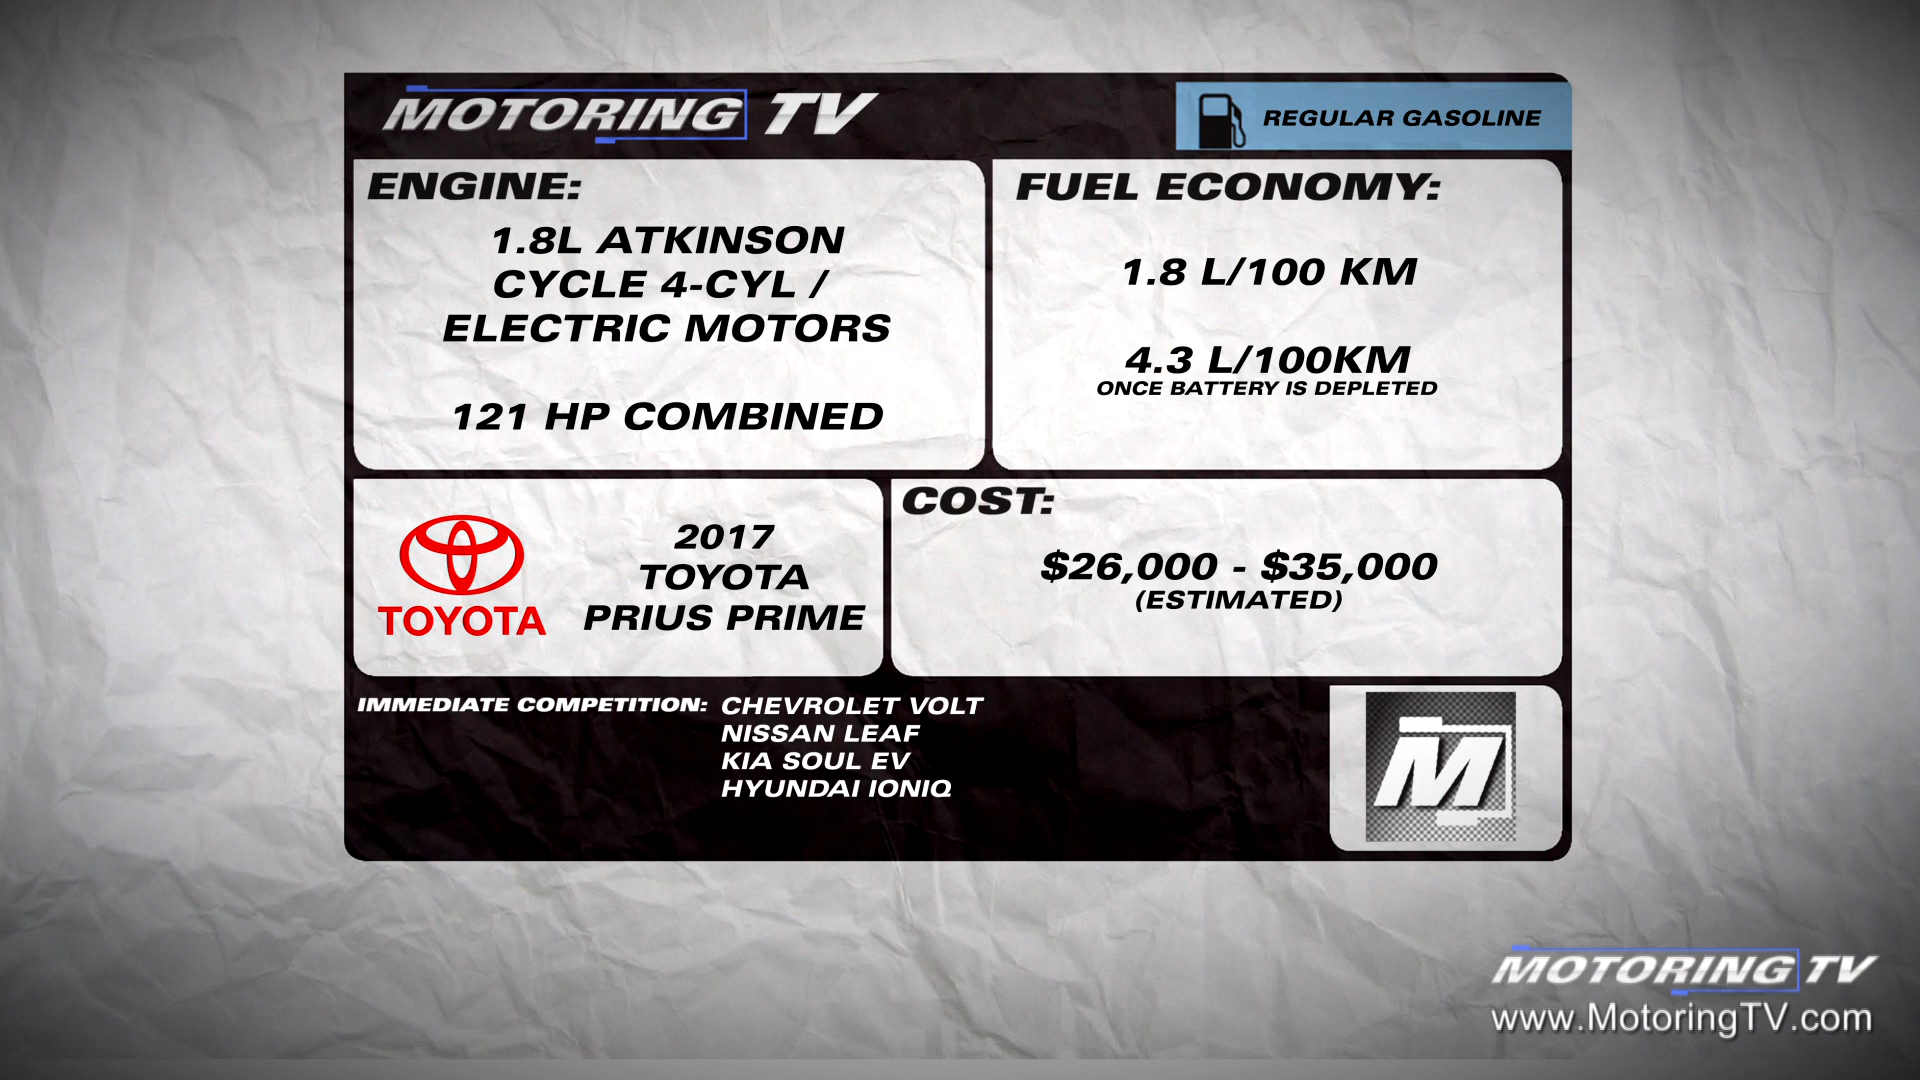 MOTORING TV
REGULAR GASOLINE
ENGINE:
1.8L ATKINSON
CYCLE 4-CYL /
ELECTRIC MOTORS
121 HP COMBINED
FUEL ECONOMY:
1.8 L/100 KM
4.3 L/100KM
ONCE BATTERY IS DEPLETED
TOYOTA
2017
TOYOTA
PRIUS PRIME
COST:
$26,000 - $35,000
(ESTIMATED)
IMMEDIATE COMPETITION: CHEVROLET VOLT
NISSAN LEAF
KIA SOUL EV
HYUNDAI IONIQ
M
MOTORING TV
www.MotoringTV.com